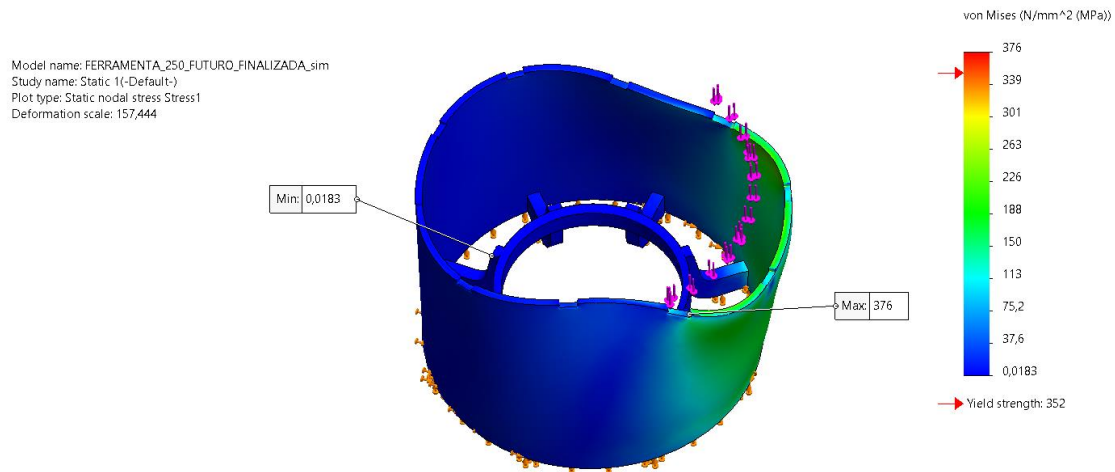 von Mises (N/mm^2 (MPa))
Model name: FERRAMENTA_250_FUTURO_FINALIZADA_sim
Study name: Static 1(-Default-)
Plot type: Static nodal stress Stress1
Deformation scale: 157,444
376
339
301
263
226
188
150
113
75,2
37,6
0,0183
Yield strength: 352
Min: 0,0183
Max: 376